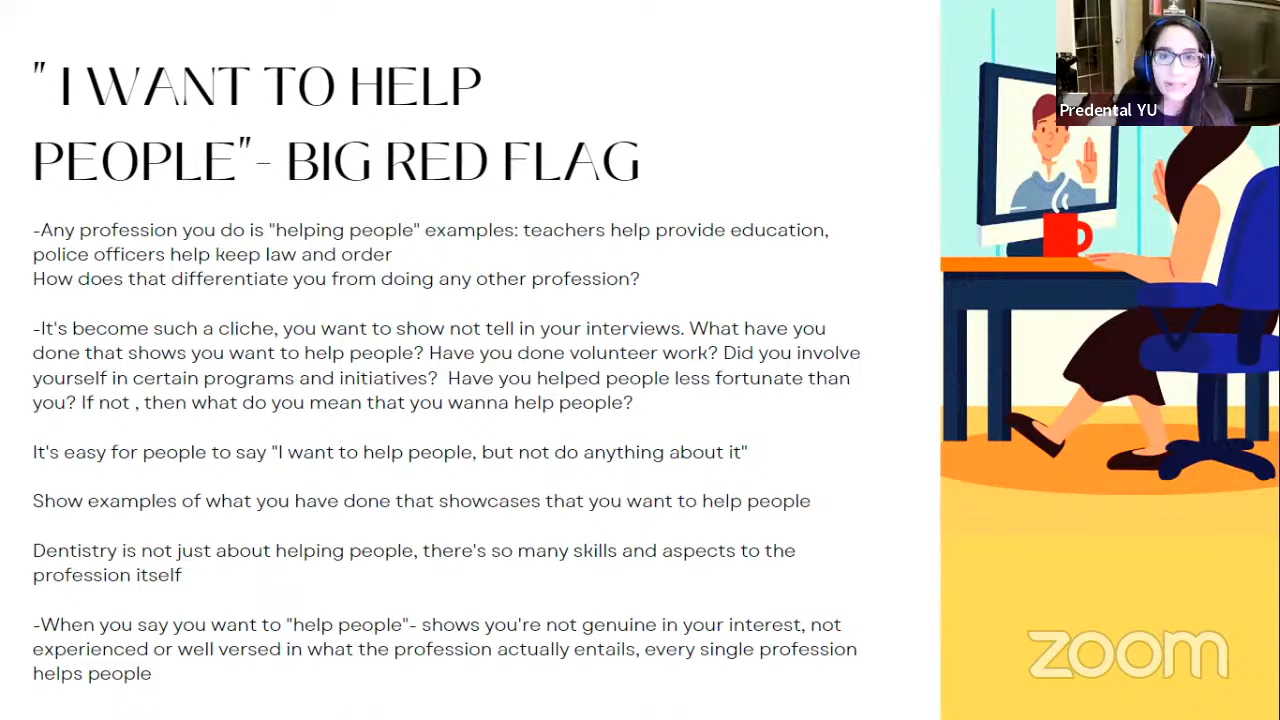 " I WANT TO HELP
PEOPLE"- BIG RED FLAG
-Any profession you do is "helping people" examples: teachers help provide education,
police officers help keep law and order
How does that differentiate you from doing any other profession?
-It's become such a cliche, you want to show not tell in your interviews. What have you
done that shows you want to help people? Have you done volunteer work? Did you involve
yourself in certain programs and initiatives?  Have you helped people less fortunate than
you? If not , then what do you mean that you wanna help people?
It's easy for people to say "I want to help people, but not do anything about it"
Show examples of what you have done that showcases that you want to help people
Dentistry is not just about helping people, there's so many skills and aspects to the
profession itself
-When you say you want to "help people"- shows you're not genuine in your interest, not
experienced or well versed in what the profession actually entails, every single profession
helps people
Predental YU
zoom